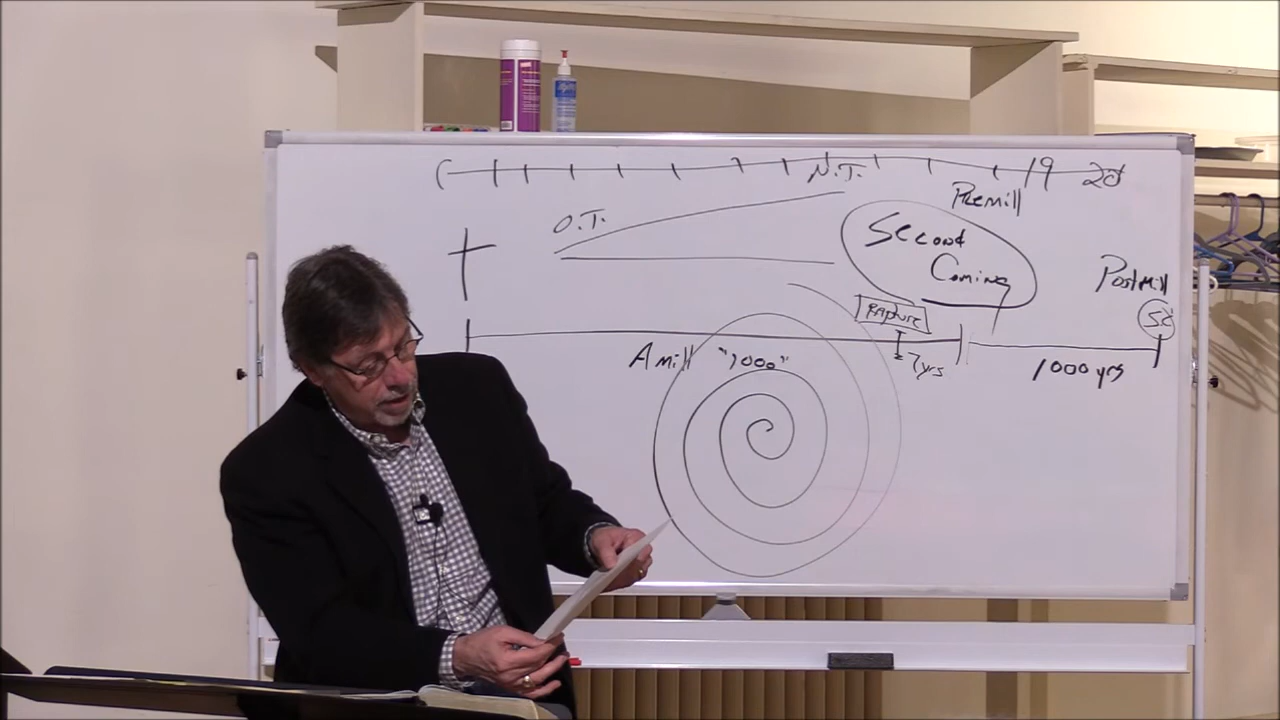 N.T. 19 20
Premill
O.T.
Second
Coming
Postmill
Rapture
SC
Amill "1000"
7yrs
1000 yrs